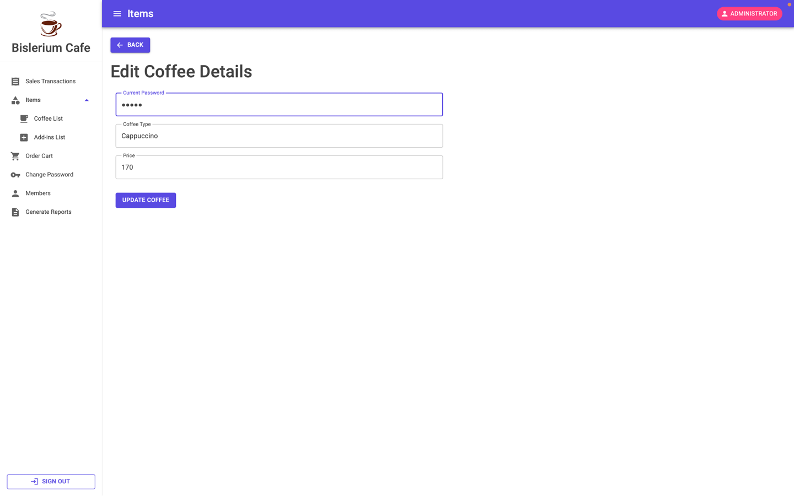 Bislerium Cafe
Sales Transactions
Items
Coffee List
Add-Ins List
Order Cart
Change Password
Members
Generate Reports
SIGN OUT
Items
ADMINISTRATOR
BACK
Edit Coffee Details
Current Password
•••••
Coffee Type
Cappuccino
Price
170
UPDATE COFFEE